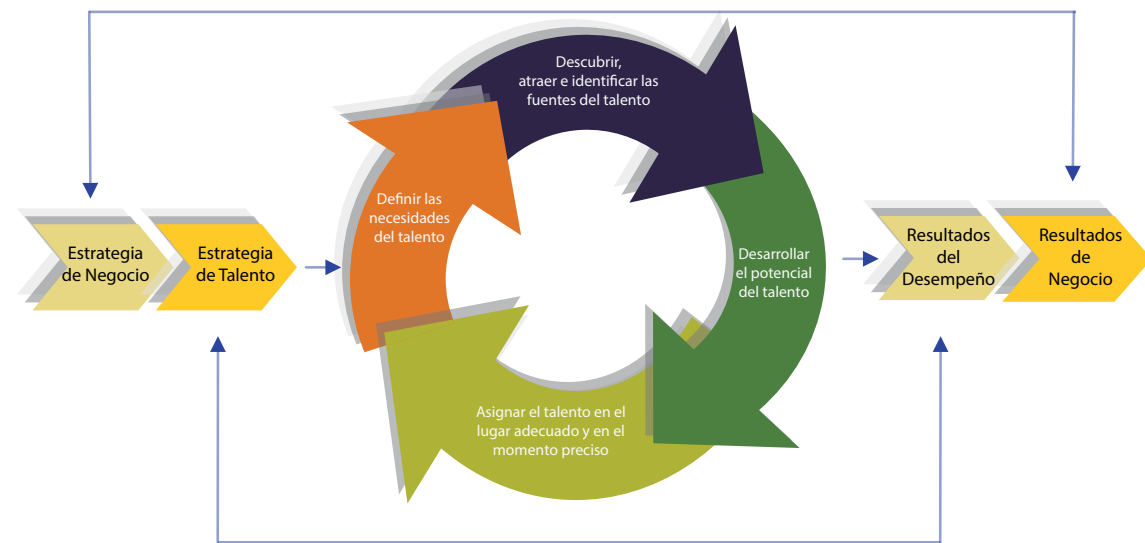 Descubrir,
atraer e identificar las
fuentes del talento
Definir las
necesidades
del talento
Estrategia
de Negocio
Estrategia
de Talento
Desarrollar
el potencial
del talento
Resultados
del
Desempeño
Resultados
de
Negocio
Asignar el talento en el
lugar adecuado y en el
momento preciso